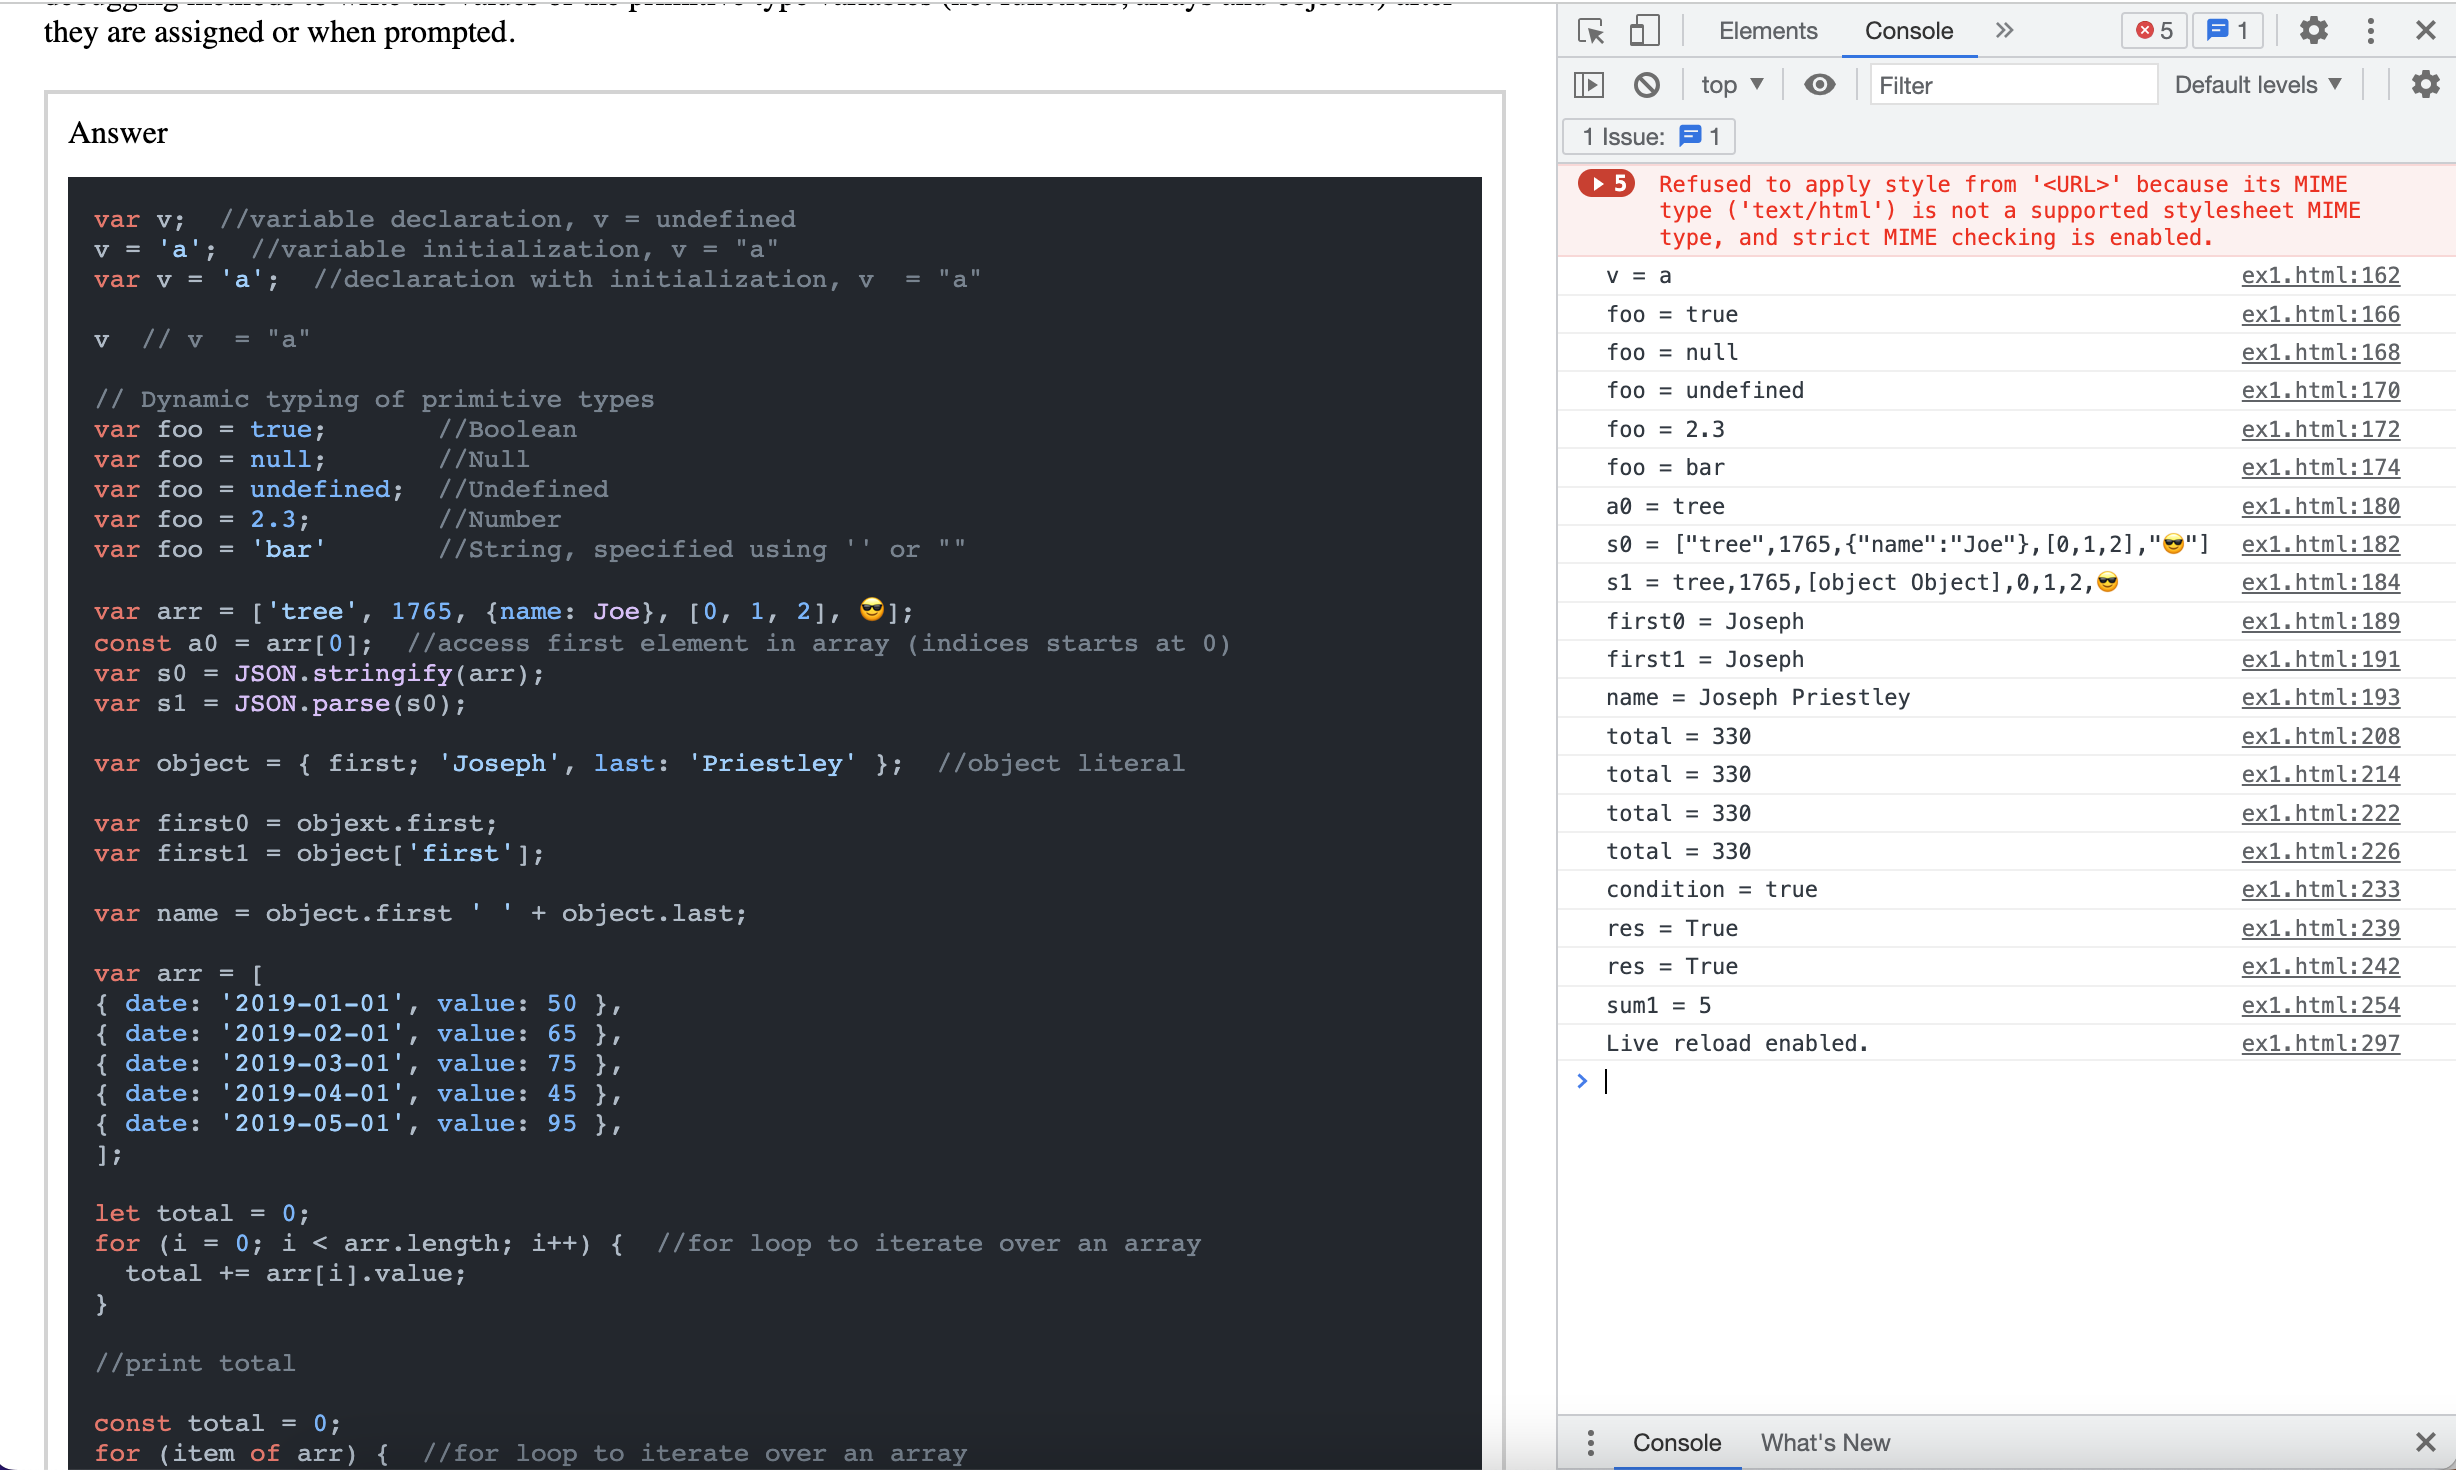 they are assigned or when prompted.
Answer
var v;  //variable declaration, v = undefined
v = 'a';  //variable initialization, v = "a"
var v = 'a';  //declaration with initialization, v  = "a"
v  // v  = "a"
// Dynamic typing of primitive types
var foo = true;       //Boolean
var foo = null;       //Null
var foo = undefined;  //Undefined
var foo = 2.3;        //Number
var foo = 'bar'       //String, specified using '' or ""
var arr = ['tree', 1765, {name: Joe}, [0, 1, 2], 😎];
const a0 = arr[0];  //access first element in array (indices starts at 0)
var s0 = JSON.stringify(arr);
var s1 = JSON.parse(s0);
var object = { first; 'Joseph', last: 'Priestley' };  //object literal
var first0 = objext.first;
var first1 = object['first'];
var name = object.first ' ' + object.last;
var arr = [
{ date: '2019-01-01', value: 50 },
{ date: '2019-02-01', value: 65 },
{ date: '2019-03-01', value: 75 },
{ date: '2019-04-01', value: 45 },
{ date: '2019-05-01', value: 95 },
];
let total = 0;
for (i = 0; i < arr.length; i++) {  //for loop to iterate over an array
  total += arr[i].value;
}
//print total
const total = 0;
for (item of arr) {  //for loop to iterate over an array
Elements Console 5 1
top Filter Default levels
1 Issue: 1
5 Refused to apply style from '<URL>' because its MIME
type ('text/html') is not a supported stylesheet MIME
type, and strict MIME checking is enabled.
v = a ex1.html:162
foo = true ex1.html:166
foo = null ex1.html:168
foo = undefined ex1.html:170
foo = 2.3 ex1.html:172
foo = bar ex1.html:174
a0 = tree ex1.html:180
s0 = ["tree",1765,{"name":"Joe"},[0,1,2],"😎"] ex1.html:182
s1 = tree,1765,[object Object],0,1,2,😎 ex1.html:184
first0 = Joseph ex1.html:189
first1 = Joseph ex1.html:191
name = Joseph Priestley ex1.html:193
total = 330 ex1.html:208
total = 330 ex1.html:214
total = 330 ex1.html:222
total = 330 ex1.html:226
condition = true ex1.html:233
res = True ex1.html:239
res = True ex1.html:242
sum1 = 5 ex1.html:254
Live reload enabled. ex1.html:297
>
Console What's New